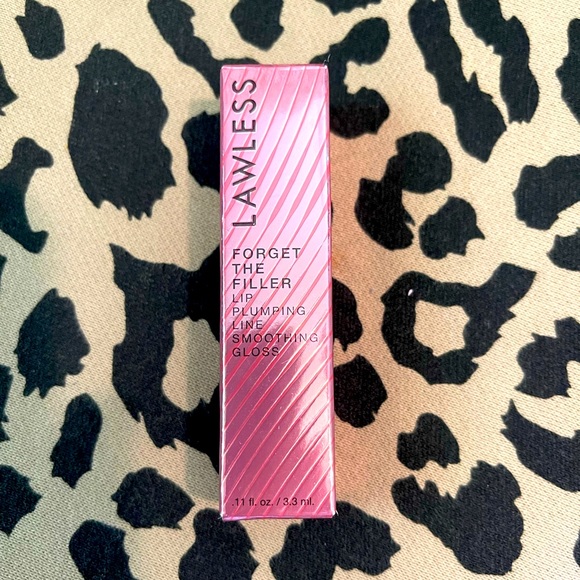 LAWLESS
FORGET
THE
FILLER
LIP
PLUMPING
LINE
SMOOTHING
GLOSS
.11 fl. oz. / 3.3 ml.